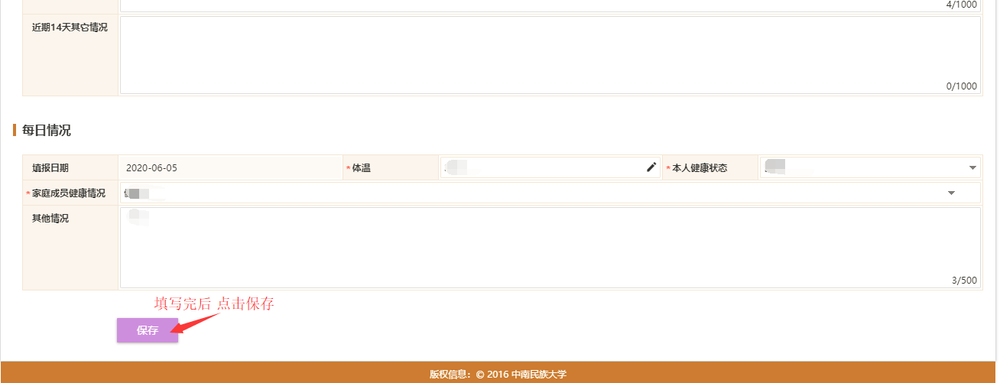 4/1000
近期14天其它情况
0/1000
每日情况
填报日期 2020-06-05 *体温 *本人健康状态
*家庭成员健康情况
其他情况
3/500
填写完后 点击保存
保存
版权信息：© 2016 中南民族大学